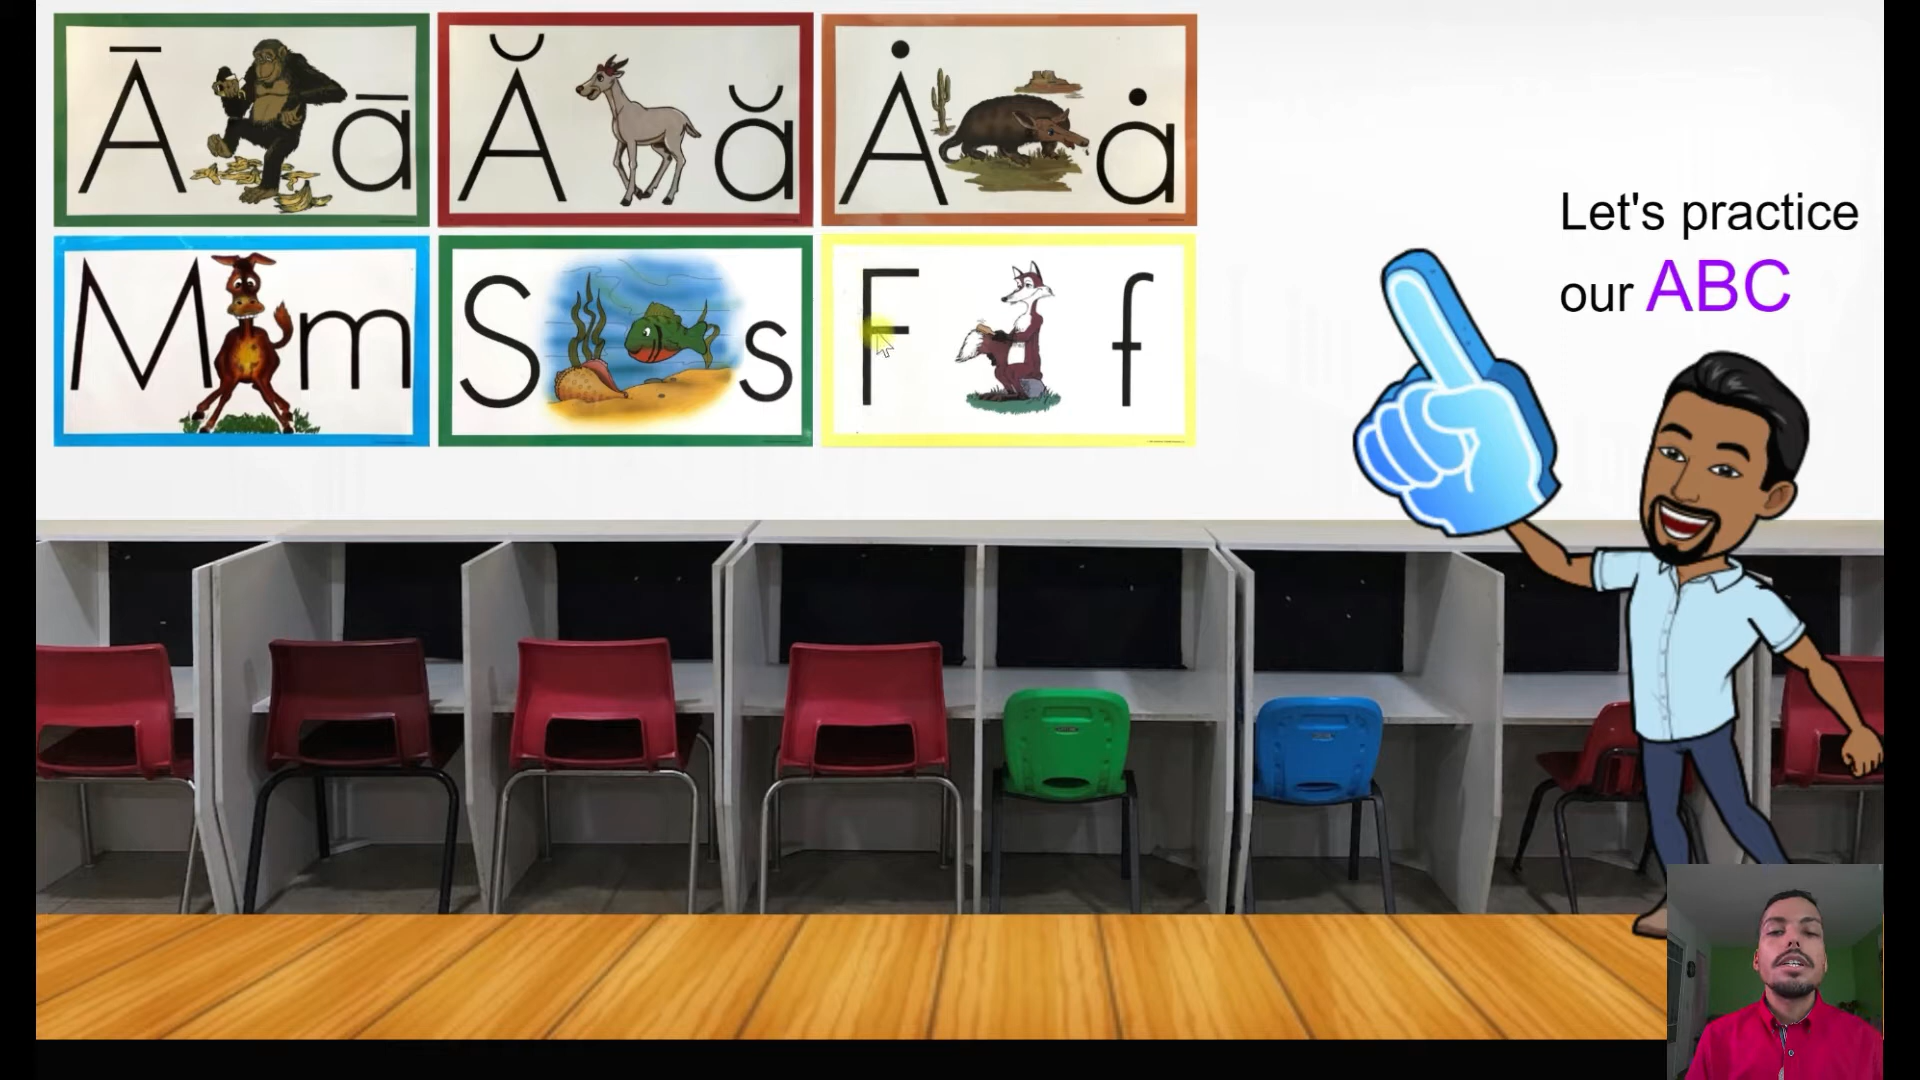 Ā ā
Ă ă
Ȧ ȧ
M m
S s
F f
Let's practice
our ABC